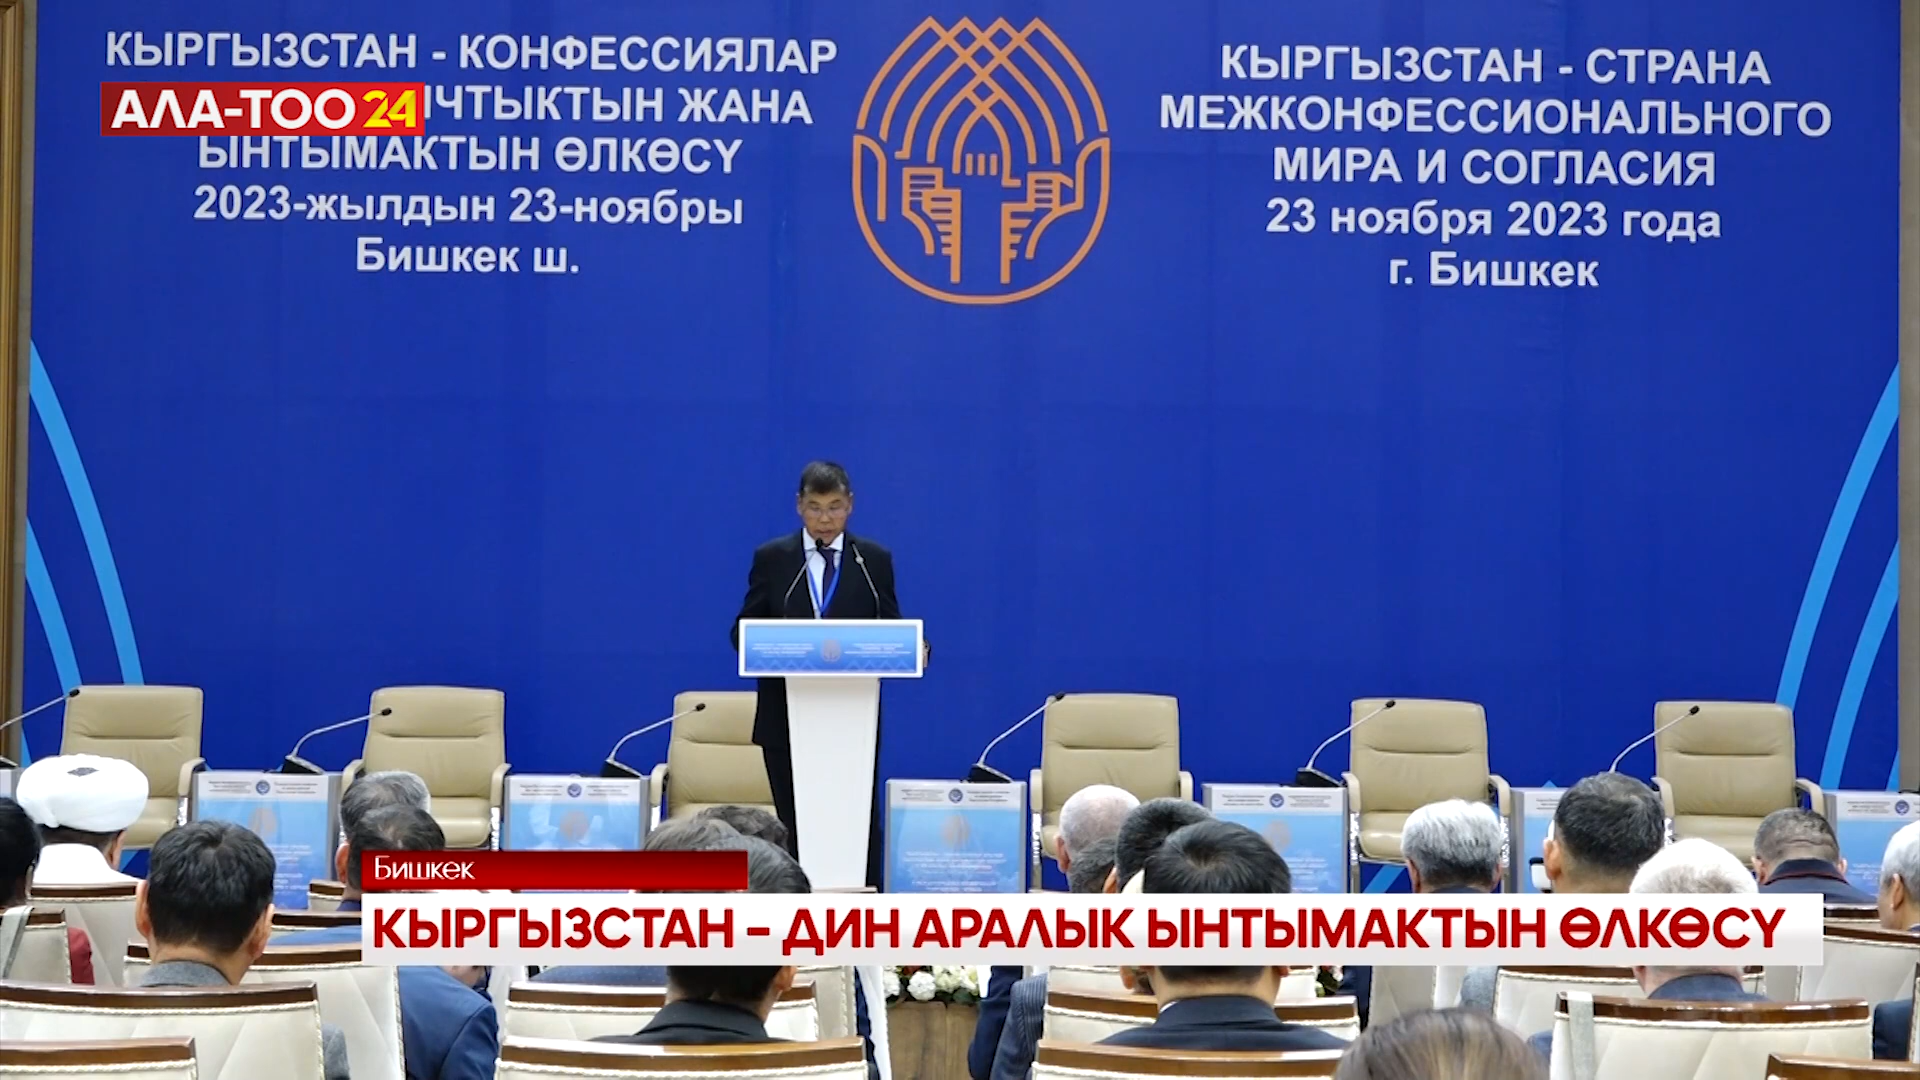 КЫРГЫЗСТАН - КОНФЕССИЯЛАР
АЛА-ТОО 24
ЖАНА
ЫНТЫМАКТЫН ӨЛКӨСҮ
2023-жылдын 23-ноябры
Бишкек ш.
КЫРГЫЗСТАН - СТРАНА
МЕЖКОНФЕССИОНАЛЬНОГО
МИРА И СОГЛАСИЯ
23 ноября 2023 года
г. Бишкек
Бишкек
КЫРГЫЗСТАН – ДИН АРАЛЫК ЫНТЫМАКТЫН ӨЛКӨСҮ